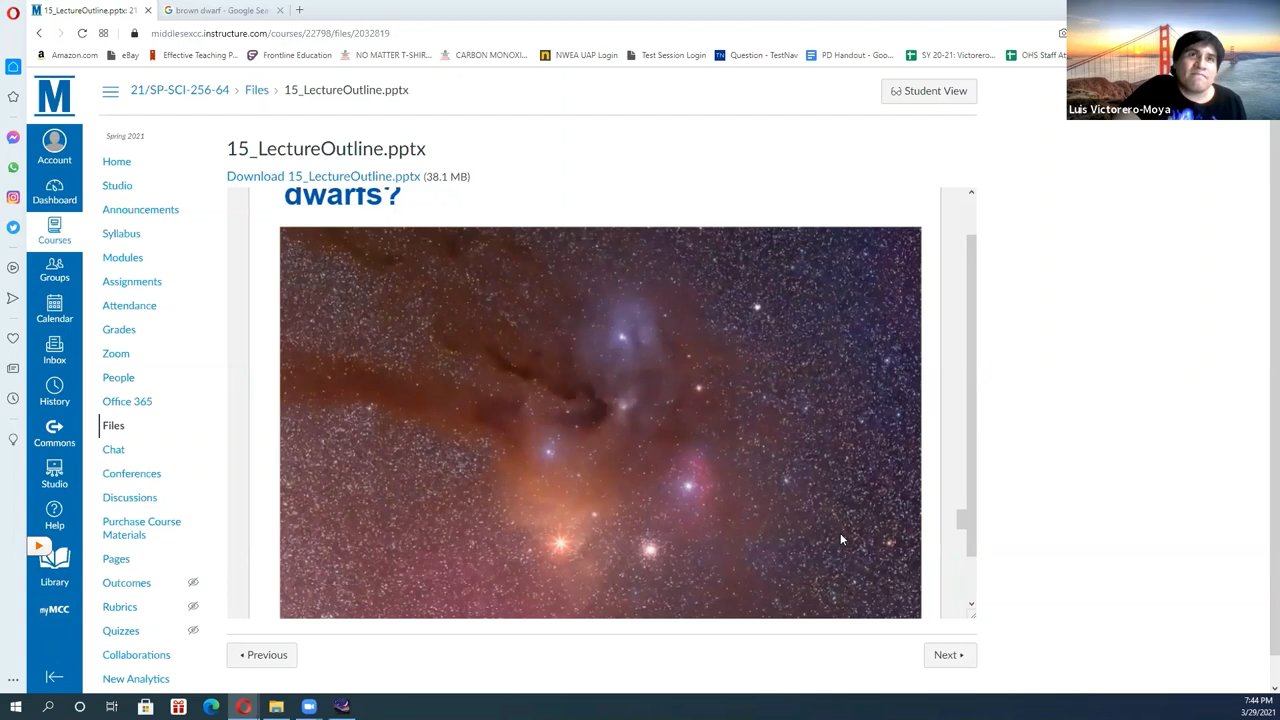 15_LectureOutline.pptx: 21
brown dwarf - Google Sea
middlesexcc.instructure.com/courses/22798/files/2032819
Amazon.com
eBay
Effective Teaching P...
Frontline Education
NO MATTER T-SHIR...
CARBON MONOXI...
NWEA UAP Login
Test Session Login
Question - TestNav
PD Handout - Goo...
SY 20-21: Victorero...
OHS Staff At
Luis Victorero-Moya
M
21/SP-SCI-256-64 › Files › 15_LectureOutline.pptx
Student View
Account
Dashboard
Courses
Groups
Calendar
Inbox
History
Commons
Studio
Help
Library
myMCC
Spring 2021
Home
Studio
Announcements
Syllabus
Modules
Assignments
Attendance
Grades
Zoom
People
Office 365
Files
Chat
Conferences
Discussions
Purchase Course
Materials
Pages
Outcomes
Rubrics
Quizzes
Collaborations
New Analytics
15_LectureOutline.pptx
Download 15_LectureOutline.pptx (38.1 MB)
dwarfs?
Previous
Next
7:44 PM
3/29/2021